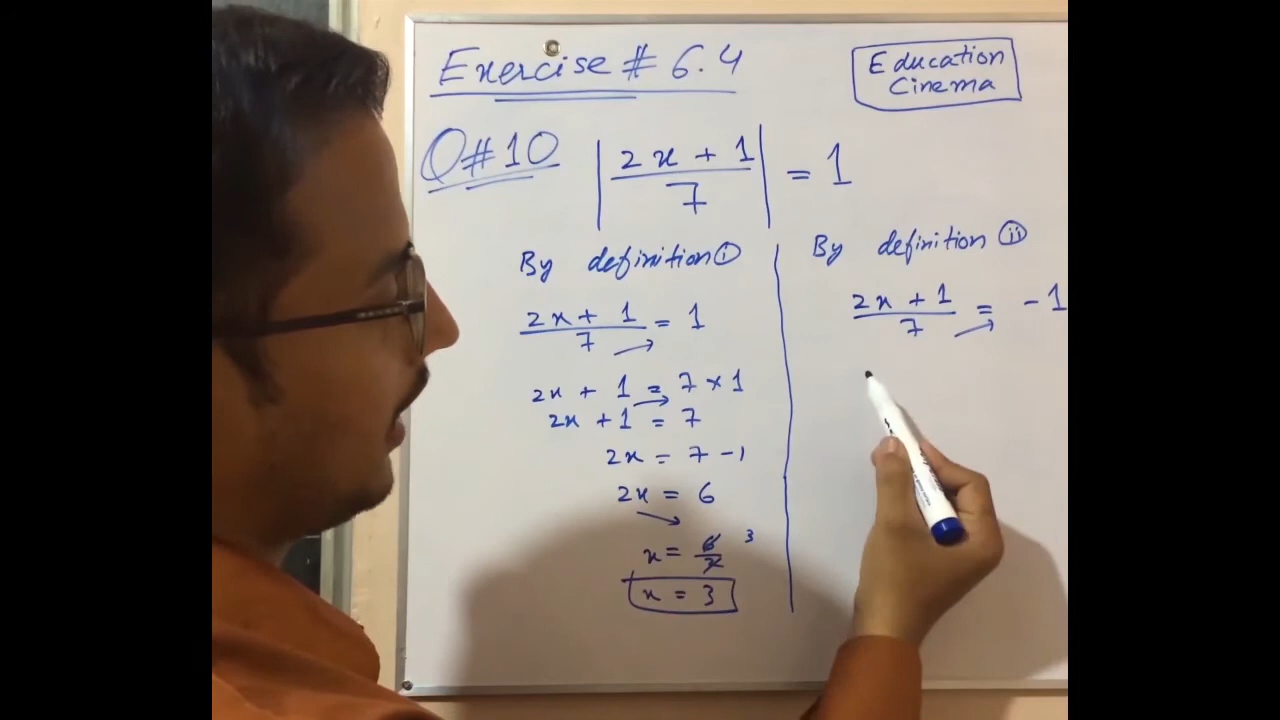 Exercise # 6.4
Education
Cinema
Q#10 |2x + 1/7| = 1
By definition (i)
2x + 1/7 = 1
2x + 1 = 7 × 1
2x + 1 = 7
2x = 7 - 1
2x = 6
x = 6/2 3
x = 3
By definition (ii)
2x + 1/7 = - 1